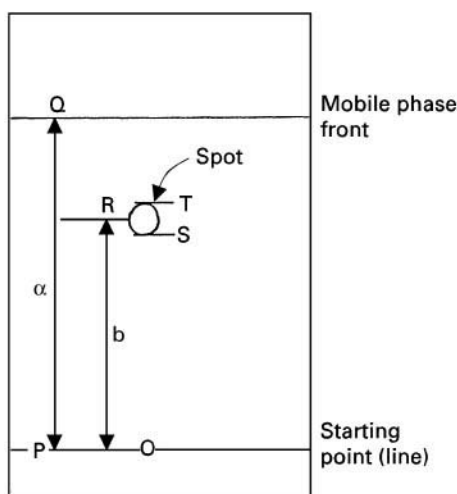 Q
Mobile phase
front
Spot
R
T
S
α
b
P
O
Starting
point (line)